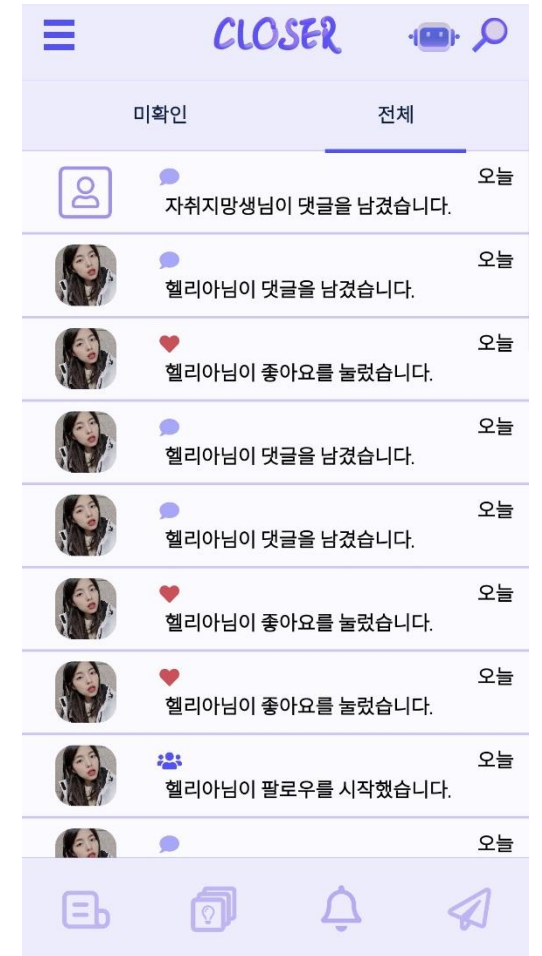 CLOSER
미확인
전체
오늘
자취지망생님이 댓글을 남겼습니다.
오늘
헬리아님이 댓글을 남겼습니다.
오늘
헬리아님이 좋아요를 눌렀습니다.
오늘
헬리아님이 댓글을 남겼습니다.
오늘
헬리아님이 댓글을 남겼습니다.
오늘
헬리아님이 좋아요를 눌렀습니다.
오늘
헬리아님이 좋아요를 눌렀습니다.
오늘
헬리아님이 팔로우를 시작했습니다.
오늘